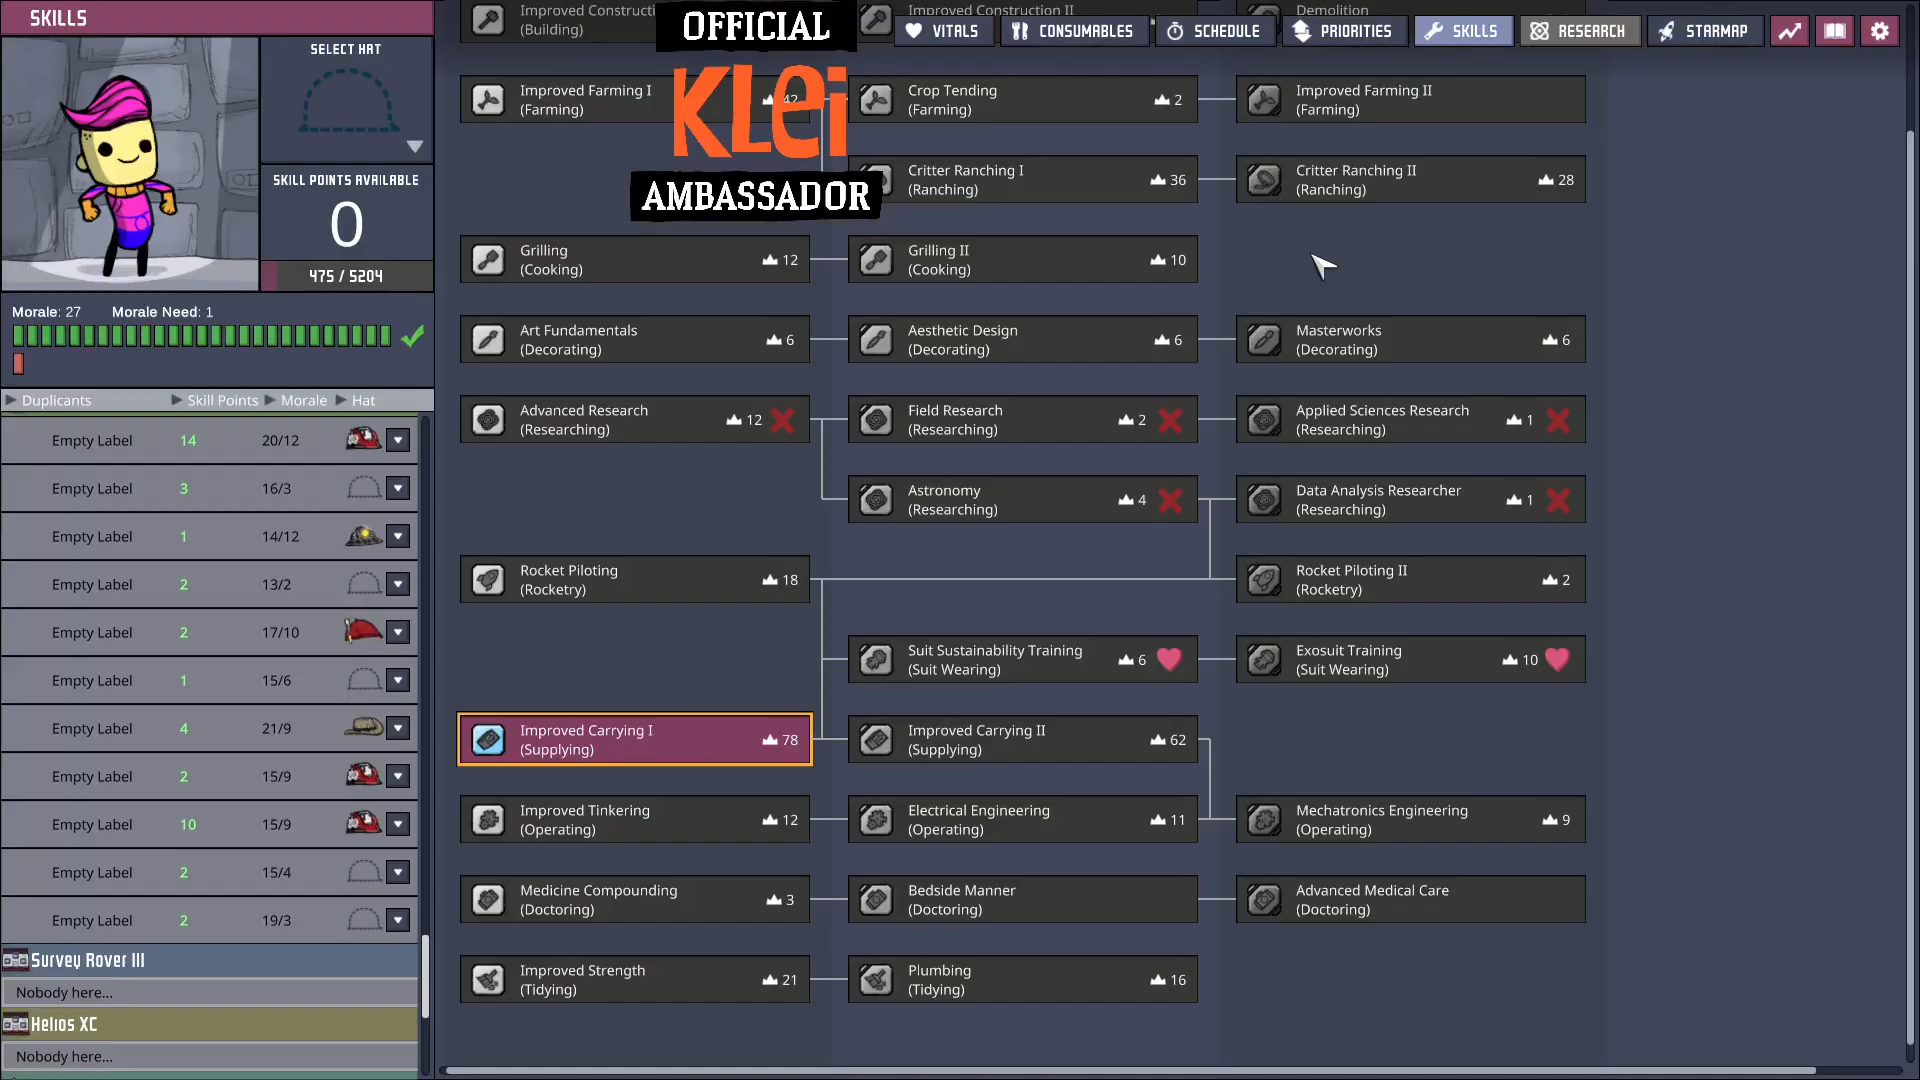 SKILLS
SELECT HAT
SKILL POINTS AVAILABLE
0
475 / 5204
Morale: 27 Morale Need: 1
Duplicants Skill Points Morale Hat
Empty Label 14 20/12
Empty Label 3 16/3
Empty Label 1 14/12
Empty Label 2 13/2
Empty Label 2 17/10
Empty Label 1 15/6
Empty Label 4 21/9
Empty Label 2 15/9
Empty Label 10 15/9
Empty Label 2 15/4
Empty Label 2 19/3
Survey Rover III
Nobody here...
Helios XC
Nobody here...
VITALS CONSUMABLES SCHEDULE PRIORITIES SKILLS RESEARCH STARMAP
OFFICIAL
Klei
AMBASSADOR
Improved Constructi
(Building)
Improved Construction II
Demolition
Improved Farming I
(Farming)
42
Crop Tending
(Farming)
2
Improved Farming II
(Farming)
Critter Ranching I
(Ranching)
36
Critter Ranching II
(Ranching)
28
Grilling
(Cooking)
12
Grilling II
(Cooking)
10
Art Fundamentals
(Decorating)
6
Aesthetic Design
(Decorating)
6
Masterworks
(Decorating)
6
Advanced Research
(Researching)
12
Field Research
(Researching)
2
Applied Sciences Research
(Researching)
1
Astronomy
(Researching)
4
Data Analysis Researcher
(Researching)
1
Rocket Piloting
(Rocketry)
18
Rocket Piloting II
(Rocketry)
2
Suit Sustainability Training
(Suit Wearing)
6
Exosuit Training
(Suit Wearing)
10
Improved Carrying I
(Supplying)
78
Improved Carrying II
(Supplying)
62
Improved Tinkering
(Operating)
12
Electrical Engineering
(Operating)
11
Mechatronics Engineering
(Operating)
9
Medicine Compounding
(Doctoring)
3
Bedside Manner
(Doctoring)
Advanced Medical Care
(Doctoring)
Improved Strength
(Tidying)
21
Plumbing
(Tidying)
16